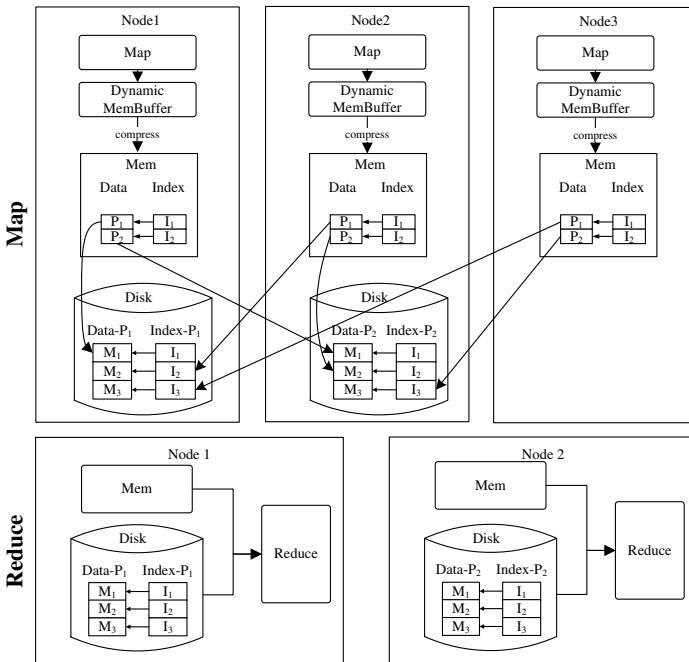 Map
Node1
Map
Dynamic
MemBuffer
compress
Mem
Data Index
P1 I1
P2 I2
Disk
Data-P1 Index-P1
M1 I1
M2 I2
M3 I3
Node2
Map
Dynamic
MemBuffer
compress
Mem
Data Index
P1 I1
P2 I2
Disk
Data-P2 Index-P2
M1 I1
M2 I2
M3 I3
Node3
Map
Dynamic
MemBuffer
compress
Mem
Data Index
P1 I1
P2 I2
Reduce
Node 1
Mem
Disk
Data-P1 Index-P1
M1 I1
M2 I2
M3 I3
Reduce
Node 2
Mem
Disk
Data-P2 Index-P2
M1 I1
M2 I2
M3 I3
Reduce